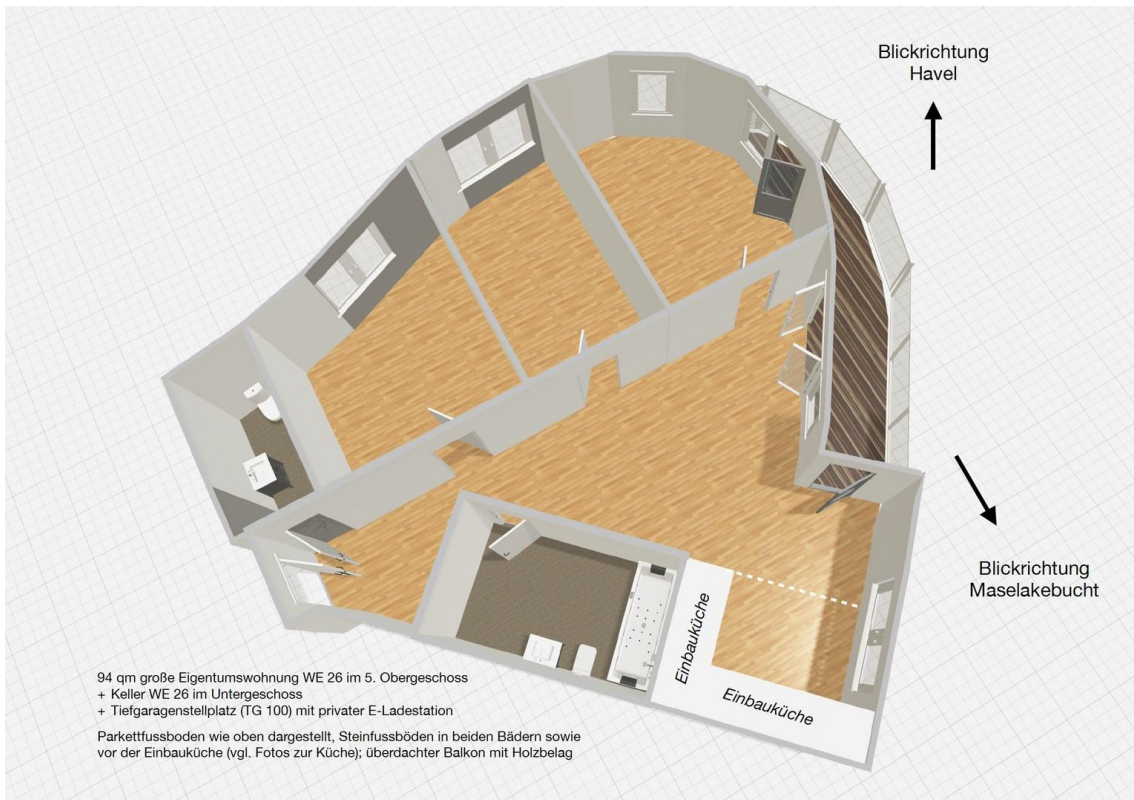 Blickrichtung
Havel
Blickrichtung
Maselakebucht
Einbauküche
Einbauküche
94 qm große Eigentumswohnung WE 26 im 5. Obergeschoss
+ Keller WE 26 im Untergeschoss
+ Tiefgaragenstellplatz (TG 100) mit privater E-Ladestation
Parkettfussboden wie oben dargestellt, Steinfussböden in beiden Bädern sowie
vor der Einbauküche (vgl. Fotos zur Küche); überdachter Balkon mit Holzbelag